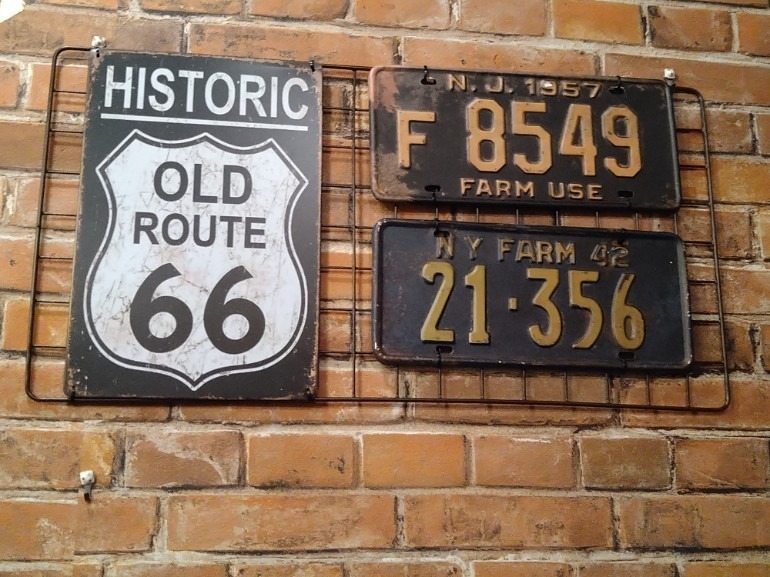 HISTORIC
OLD
ROUTE
66
N.J. 1957
F 8549
FARM USE
NY FARM 42
21·356